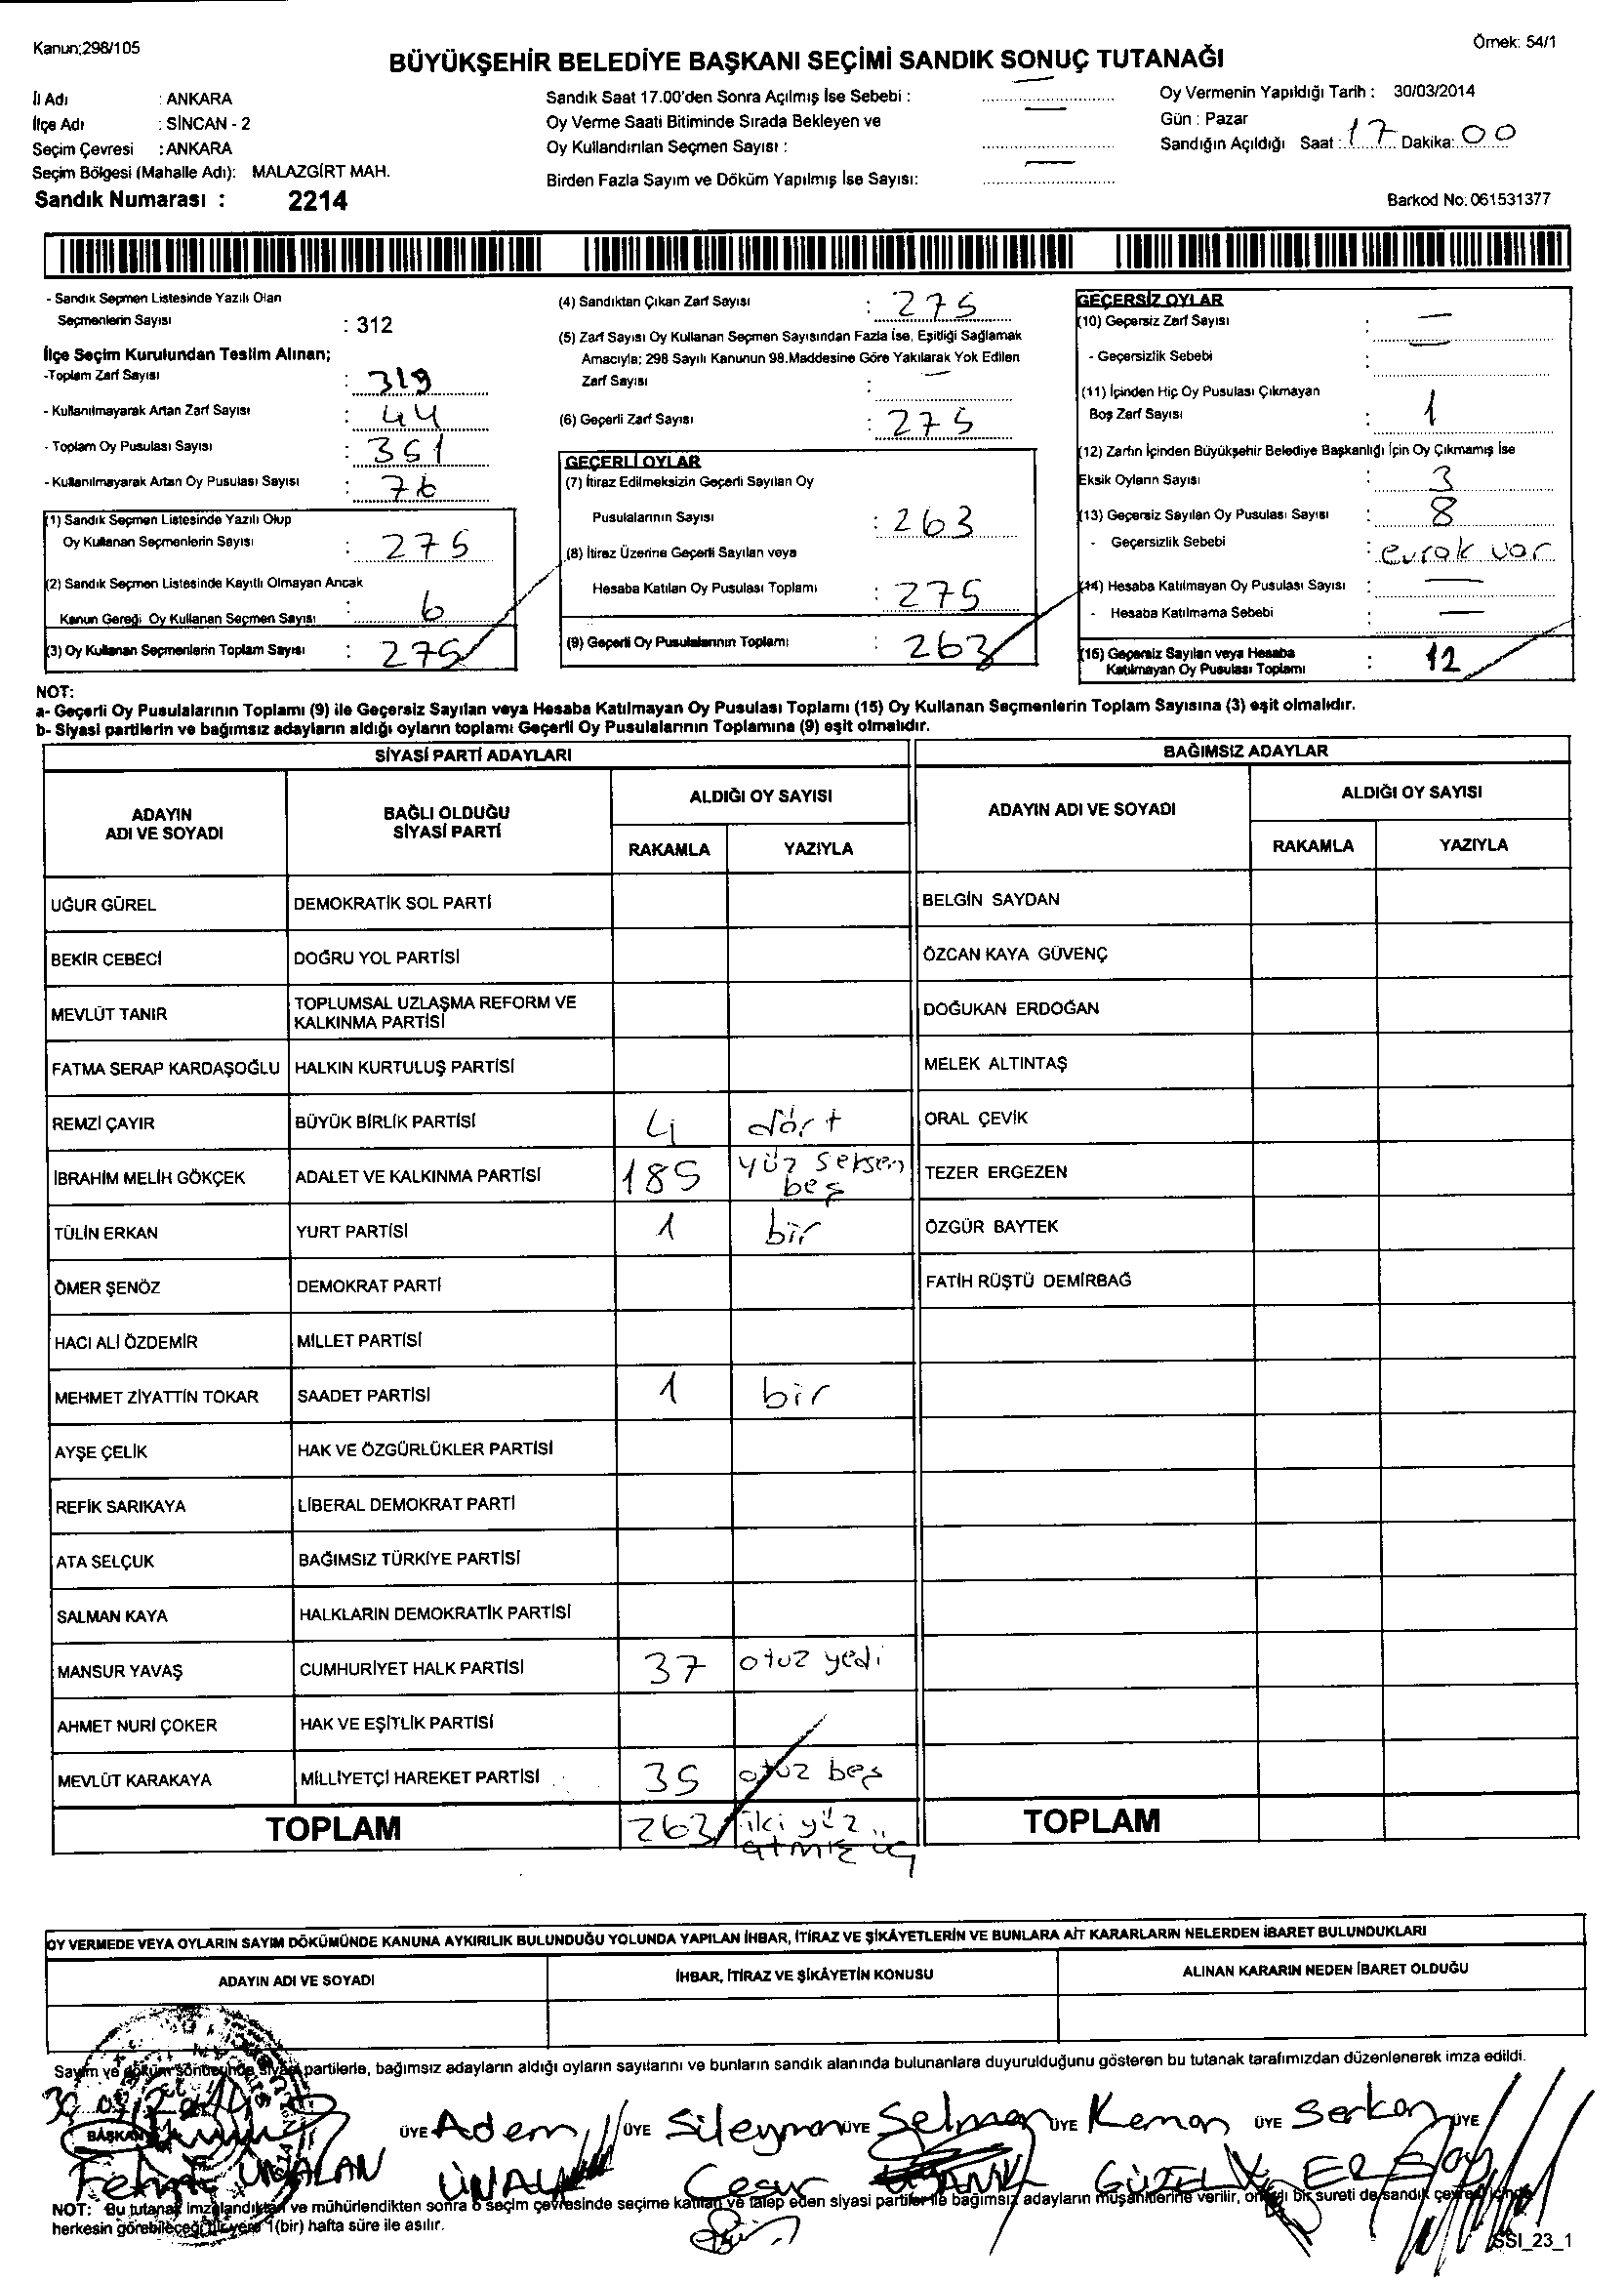 Kanun;298/105
Örnek: 54/1
BÜYÜKŞEHİR BELEDİYE BAŞKANI SEÇİMİ SANDIK SONUÇ TUTANAĞI
İl Adı : ANKARA
İlçe Adı : SİNCAN - 2
Seçim Çevresi : ANKARA
Seçim Bölgesi (Mahalle Adı): MALAZGİRT MAH.
Sandık Numarası : 2214
Sandık Saat 17.00'den Sonra Açılmış İse Sebebi : —
Oy Verme Saati Bitiminde Sırada Bekleyen ve
Oy Kullandırılan Seçmen Sayısı : —
Birden Fazla Sayım ve Döküm Yapılmış İse Sayısı: —
Oy Vermenin Yapıldığı Tarih : 30/03/2014
Gün : Pazar
Sandığın Açıldığı Saat : 17 Dakika: 00
Barkod No: 061531377
- Sandık Seçmen Listesinde Yazılı Olan
Seçmenlerin Sayısı : 312
İlçe Seçim Kurulundan Teslim Alınan;
-Toplam Zarf Sayısı : 319
- Kullanılmayarak Artan Zarf Sayısı : 44
- Toplam Oy Pusulası Sayısı : 351
- Kullanılmayarak Artan Oy Pusulası Sayısı : 76
(1) Sandık Seçmen Listesinde Yazılı Olup
Oy Kullanan Seçmenlerin Sayısı : 275
(2) Sandık Seçmen Listesinde Kayıtlı Olmayan Ancak
Kanun Gereği Oy Kullanan Seçmen Sayısı : 6
(3) Oy Kullanan Seçmenlerin Toplam Sayısı : 275
(4) Sandıktan Çıkan Zarf Sayısı : 275
(5) Zarf Sayısı Oy Kullanan Seçmen Sayısından Fazla İse, Eşitliği Sağlamak
Amacıyla; 298 Sayılı Kanunun 98.Maddesine Göre Yakılarak Yok Edilen
Zarf Sayısı : —
(6) Geçerli Zarf Sayısı : 275
GEÇERLİ OYLAR
(7) İtiraz Edilmeksizin Geçerli Sayılan Oy
Pusulalarının Sayısı : 263
(8) İtiraz Üzerine Geçerli Sayılan veya
Hesaba Katılan Oy Pusulası Toplamı : 275
(9) Geçerli Oy Pusulalarının Toplamı : 263
GEÇERSİZ OYLAR
(10) Geçersiz Zarf Sayısı : —
- Geçersizlik Sebebi : —
(11) İçinden Hiç Oy Pusulası Çıkmayan
Boş Zarf Sayısı : 1
(12) Zarfın İçinden Büyükşehir Belediye Başkanlığı İçin Oy Çıkmamış İse
Eksik Oyların Sayısı : 3
(13) Geçersiz Sayılan Oy Pusulası Sayısı : 8
- Geçersizlik Sebebi : evrak var
(14) Hesaba Katılmayan Oy Pusulası Sayısı : —
- Hesaba Katılmama Sebebi : —
(15) Geçersiz Sayılan veya Hesaba
Katılmayan Oy Pusulası Toplamı : 12
NOT:
a- Geçerli Oy Pusulalarının Toplamı (9) ile Geçersiz Sayılan veya Hesaba Katılmayan Oy Pusulası Toplamı (15) Oy Kullanan Seçmenlerin Toplam Sayısına (3) eşit olmalıdır.
b- Siyasi partilerin ve bağımsız adayların aldığı oyların toplamı Geçerli Oy Pusulalarının Toplamına (9) eşit olmalıdır.
SİYASİ PARTİ ADAYLARI
ADAYIN ADI VE SOYADI
BAĞLI OLDUĞU SİYASİ PARTİ
ALDIĞI OY SAYISI
RAKAMLA YAZIYLA
UĞUR GÜREL DEMOKRATİK SOL PARTİ
BEKİR CEBECİ DOĞRU YOL PARTİSİ
MEVLÜT TANIR TOPLUMSAL UZLAŞMA REFORM VE
KALKINMA PARTİSİ
FATMA SERAP KARDAŞOĞLU HALKIN KURTULUŞ PARTİSİ
REMZİ ÇAYIR BÜYÜK BİRLİK PARTİSİ 4 dört
İBRAHİM MELİH GÖKÇEK ADALET VE KALKINMA PARTİSİ 185 yüz seksen
beş
TÜLİN ERKAN YURT PARTİSİ 1 bir
ÖMER ŞENÖZ DEMOKRAT PARTİ
HACI ALİ ÖZDEMİR MİLLET PARTİSİ
MEHMET ZİYATTİN TOKAR SAADET PARTİSİ 1 bir
AYŞE ÇELİK HAK VE ÖZGÜRLÜKLER PARTİSİ
REFİK SARIKAYA LİBERAL DEMOKRAT PARTİ
ATA SELÇUK BAĞIMSIZ TÜRKİYE PARTİSİ
SALMAN KAYA HALKLARIN DEMOKRATİK PARTİSİ
MANSUR YAVAŞ CUMHURİYET HALK PARTİSİ 37 otuz yedi
AHMET NURİ ÇOKER HAK VE EŞİTLİK PARTİSİ
MEVLÜT KARAKAYA MİLLİYETÇİ HAREKET PARTİSİ 35 otuz beş
TOPLAM 263 iki yüz
atmış üç
BAĞIMSIZ ADAYLAR
ADAYIN ADI VE SOYADI
ALDIĞI OY SAYISI
RAKAMLA YAZIYLA
BELGİN SAYDAN
ÖZCAN KAYA GÜVENÇ
DOĞUKAN ERDOĞAN
MELEK ALTINTAŞ
ORAL ÇEVİK
TEZER ERGEZEN
ÖZGÜR BAYTEK
FATİH RÜŞTÜ DEMİRBAĞ
TOPLAM
OY VERMEDE VEYA OYLARIN SAYIM DÖKÜMÜNDE KANUNA AYKIRILIK BULUNDUĞU YOLUNDA YAPILAN İHBAR, İTİRAZ VE ŞİKÂYETLERİN VE BUNLARA AİT KARARLARIN NELERDEN İBARET BULUNDUKLARI
ADAYIN ADI VE SOYADI İHBAR, İTİRAZ VE ŞİKÂYETİN KONUSU ALINAN KARARIN NEDEN İBARET OLDUĞU
Sayım ve döküm sonucunda siyasi partilerle, bağımsız adayların aldığı oyların sayılarını ve bunların sandık alanında bulunanlara duyurulduğunu gösteren bu tutanak tarafımızdan düzenlenerek imza edildi.
BAŞKAN ÜYE Adem ÜYE Süleyman ÜYE Selman ÜYE Kenan ÜYE Serkan ÜYE
ÜNALAN ÜNAL Cesur GÜZEL ERSOY
NOT: Bu tutanak imzalandıktan ve mühürlendikten sonra o seçim çevresinde seçime katılan ve talep eden siyasi partiler ile bağımsız adayların müşahitlerine verilir, onaylı bir sureti de sandık çevresi içinde
herkesin görebileceği bir yere 1(bir) hafta süre ile asılır.
SSI_23_1